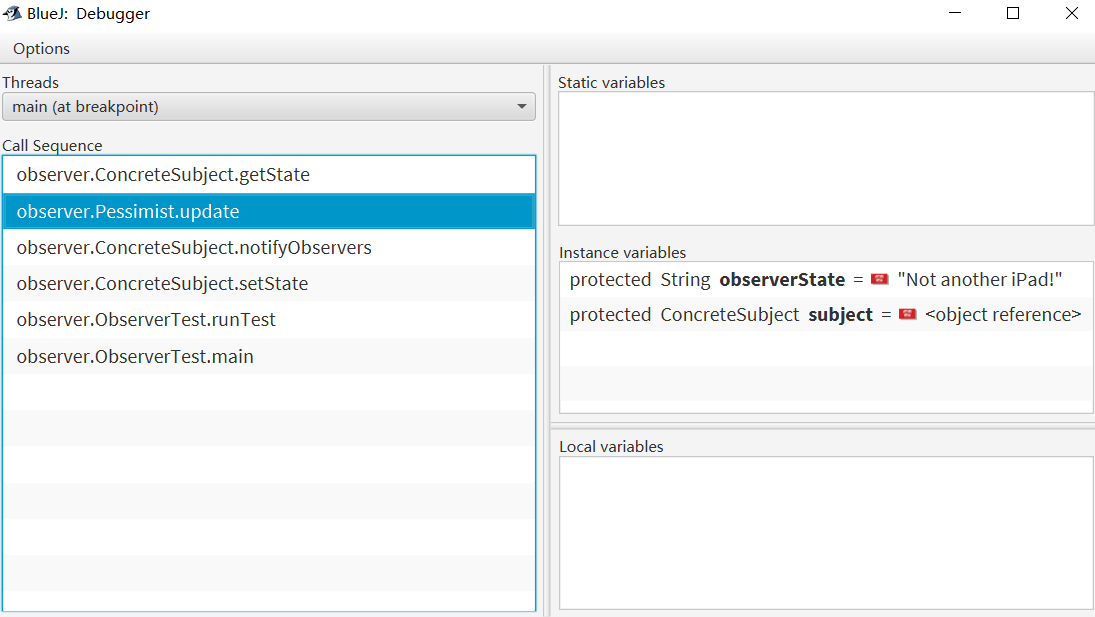 BlueJ: Debugger
Options
Threads
main (at breakpoint)
Call Sequence
observer.ConcreteSubject.getState
observer.Pessimist.update
observer.ConcreteSubject.notifyObservers
observer.ConcreteSubject.setState
observer.ObserverTest.runTest
observer.ObserverTest.main
Static variables
Instance variables
protected String observerState = "Not another iPad!"
protected ConcreteSubject subject = <object reference>
Local variables